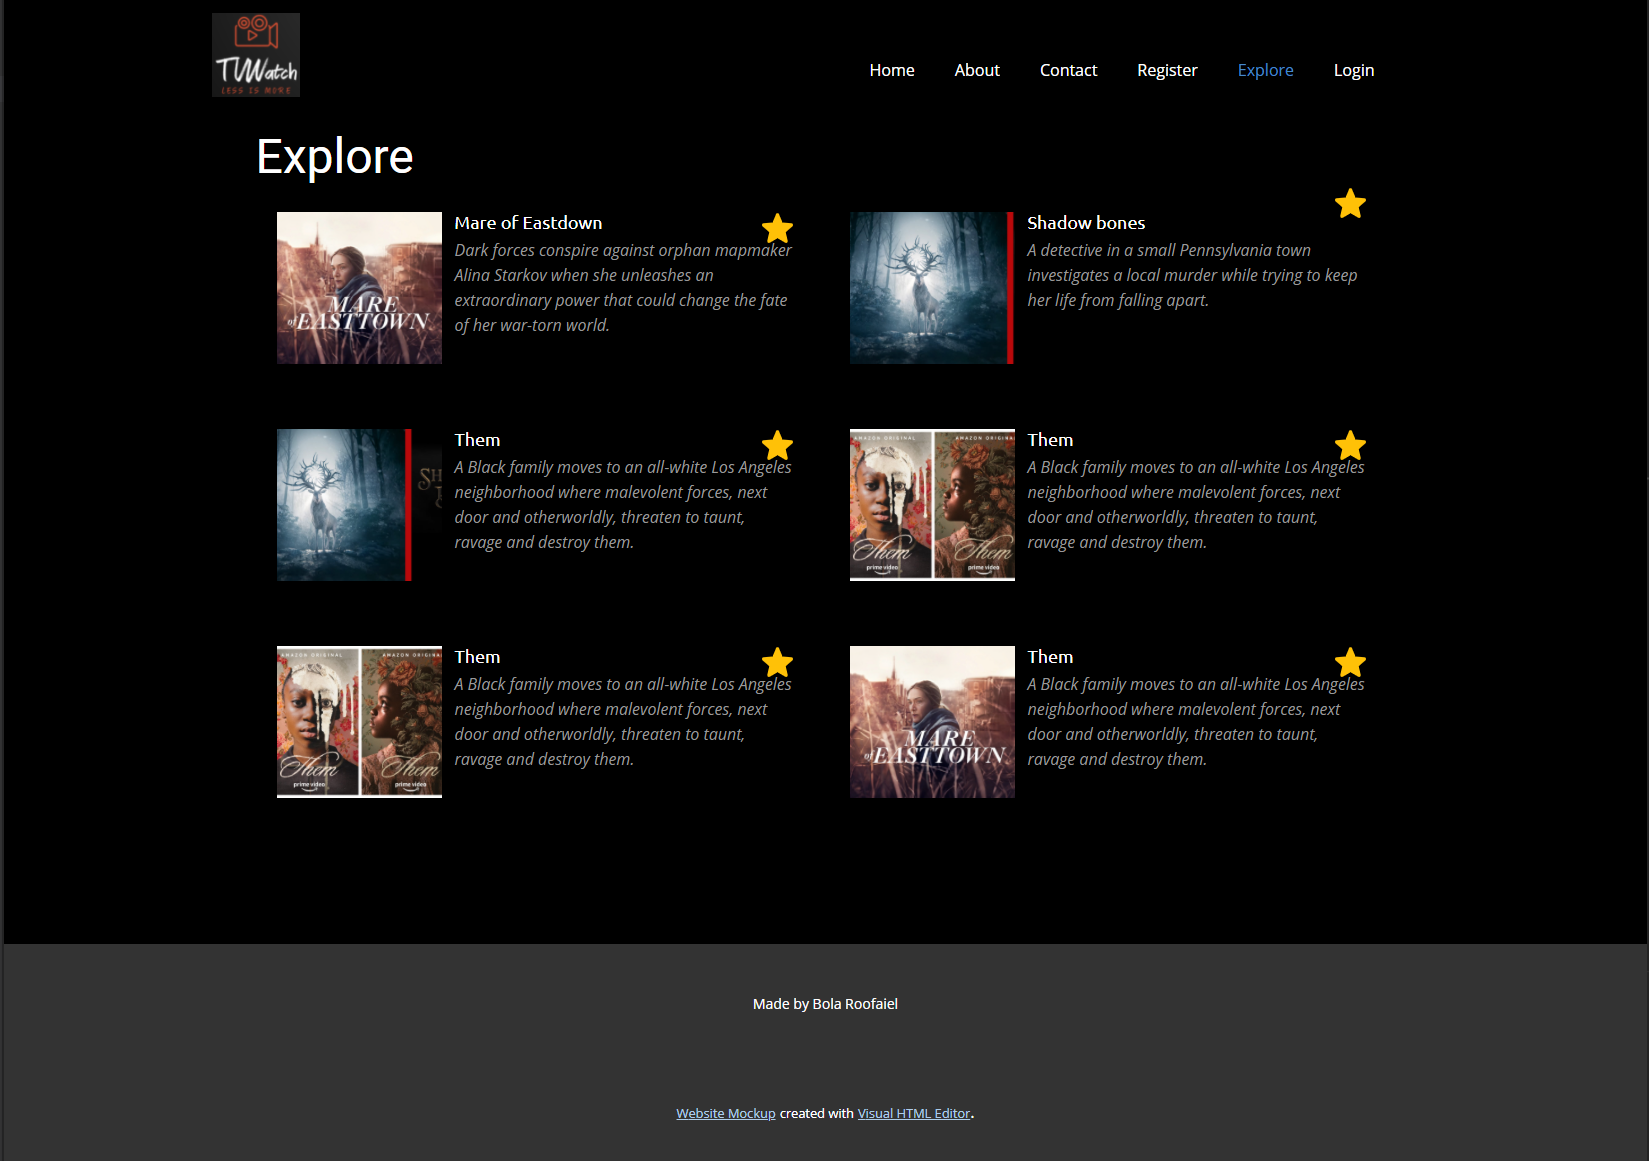 TVWatch
LESS IS MORE
Home About Contact Register Explore Login
Explore
Mare of Eastdown
Dark forces conspire against orphan mapmaker
Alina Starkov when she unleashes an
extraordinary power that could change the fate
of her war-torn world.
MARE
of EASTTOWN
Shadow bones
A detective in a small Pennsylvania town
investigates a local murder while trying to keep
her life from falling apart.
Them
A Black family moves to an all-white Los Angeles
neighborhood where malevolent forces, next
door and otherworldly, threaten to taunt,
ravage and destroy them.
SH
Them
A Black family moves to an all-white Los Angeles
neighborhood where malevolent forces, next
door and otherworldly, threaten to taunt,
ravage and destroy them.
AMAZON ORIGINAL AMAZON ORIGINA
Them Them
prime video prime video
Them
A Black family moves to an all-white Los Angeles
neighborhood where malevolent forces, next
door and otherworldly, threaten to taunt,
ravage and destroy them.
AMAZON ORIGINAL AMAZON ORIGINA
Them Them
prime video prime video
Them
A Black family moves to an all-white Los Angeles
neighborhood where malevolent forces, next
door and otherworldly, threaten to taunt,
ravage and destroy them.
MARE
of EASTTOWN
Made by Bola Roofaiel
Website Mockup created with Visual HTML Editor.